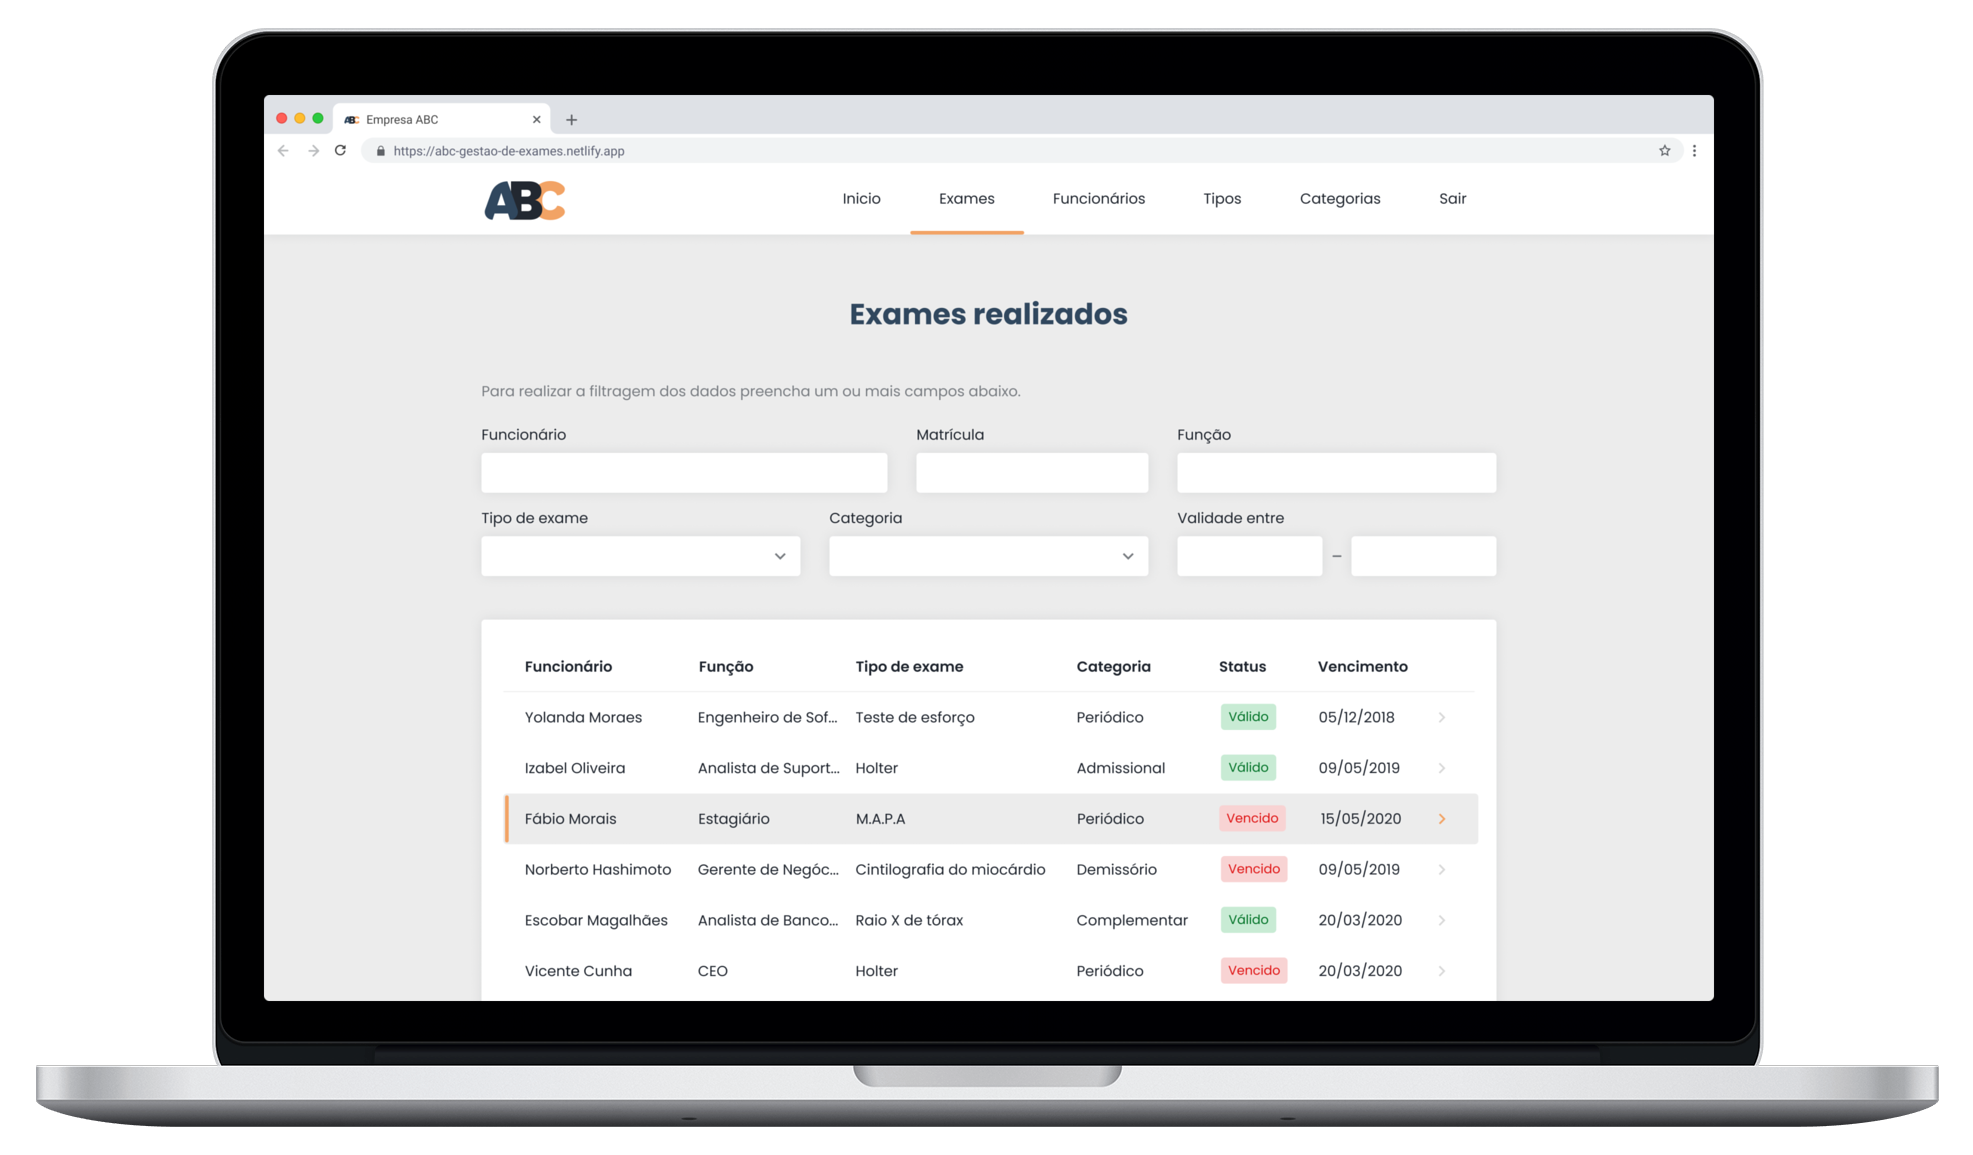 ABC Empresa ABC
https://abc-gestao-de-exames.netlify.app
ABC Inicio Exames Funcionários Tipos Categorias Sair
Exames realizados
Para realizar a filtragem dos dados preencha um ou mais campos abaixo.
Funcionário Matrícula Função
Tipo de exame Categoria Validade entre
–
Funcionário Função Tipo de exame Categoria Status Vencimento
Yolanda Moraes Engenheiro de Sof... Teste de esforço Periódico Válido 05/12/2018
Izabel Oliveira Analista de Suport... Holter Admissional Válido 09/05/2019
Fábio Morais Estagiário M.A.P.A Periódico Vencido 15/05/2020
Norberto Hashimoto Gerente de Negóc... Cintilografia do miocárdio Demissório Vencido 09/05/2019
Escobar Magalhães Analista de Banco... Raio X de tórax Complementar Válido 20/03/2020
Vicente Cunha CEO Holter Periódico Vencido 20/03/2020